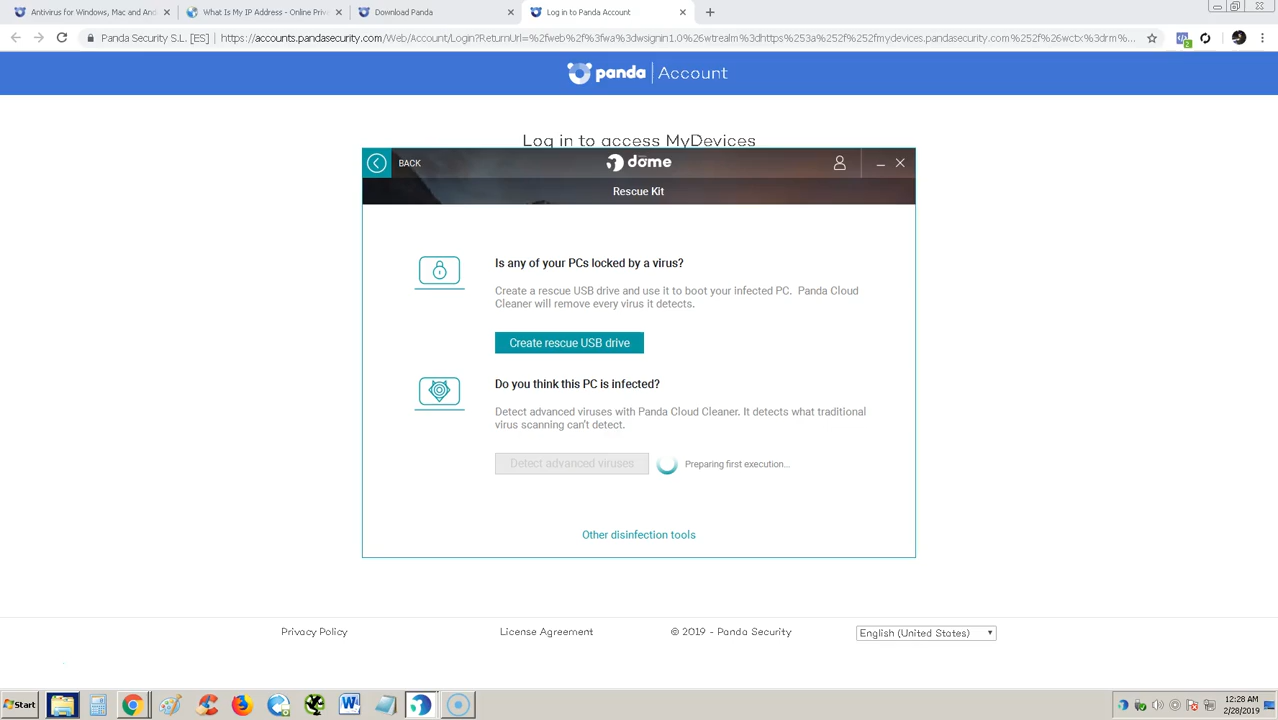 Antivirus for Windows, Mac and An
What Is My IP Address - Online Priv
Download Panda
Log in to Panda Account
Panda Security S.L. [ES]
https://accounts.pandasecurity.com/Web/Account/Login?ReturnUrl=%2fweb%2f%3fwa%3dwsignin1.0%26wtrealm%3dhttps%253a%252f%252fmydevices.pandasecurity.com%252f%26wctx%3drm%...
2
panda Account
Log in to access MyDevices
BACK
dome
Rescue Kit
Is any of your PCs locked by a virus?
Create a rescue USB drive and use it to boot your infected PC. Panda Cloud
Cleaner will remove every virus it detects.
Create rescue USB drive
Do you think this PC is infected?
Detect advanced viruses with Panda Cloud Cleaner. It detects what traditional
virus scanning can't detect.
Detect advanced viruses
Preparing first execution...
Other disinfection tools
Privacy Policy
License Agreement
© 2019 - Panda Security
English (United States)
Start
W
12:28 AM
2/28/2019